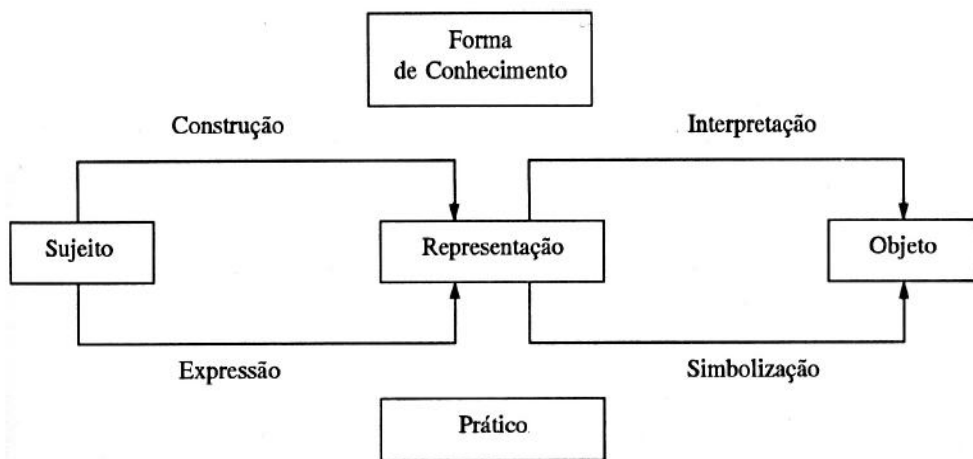 Forma
de Conhecimento
Construção
Interpretação
Sujeito
Representação
Objeto
Expressão
Simbolização
Prático